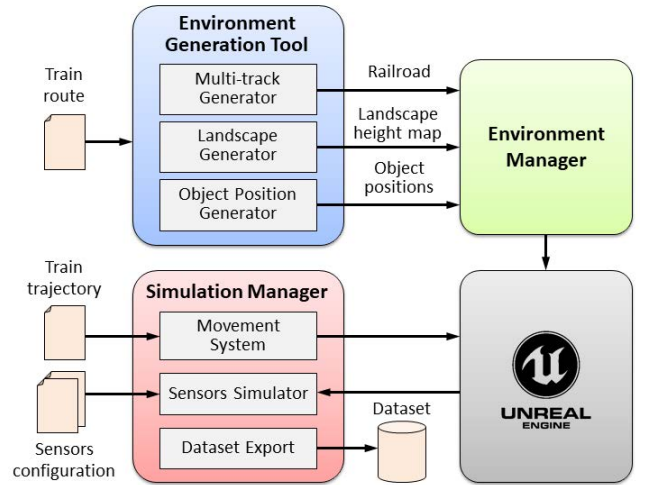 Environment
Generation Tool
Train
route
Multi-track
Generator
Railroad
Landscape
Generator
Landscape
height map
Object Position
Generator
Object
positions
Environment
Manager
Train
trajectory
Simulation Manager
Movement
System
Sensors Simulator
Sensors
configuration
Dataset Export
Dataset
UNREAL
ENGINE